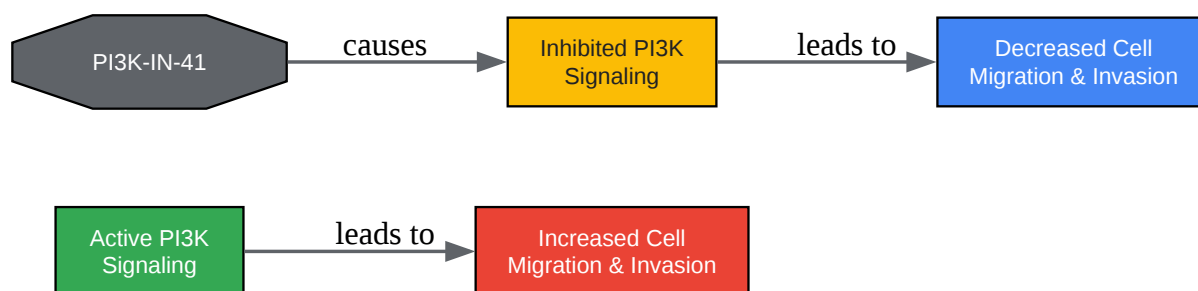 PI3K-IN-41
causes
Inhibited PI3K
Signaling
leads to
Decreased Cell
Migration & Invasion
Active PI3K
Signaling
leads to
Increased Cell
Migration & Invasion